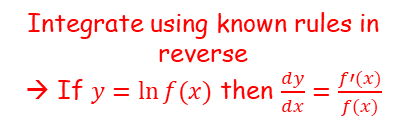 Integrate using known rules in
reverse
→ If y = ln f(x) then dy/dx = f′(x)/f(x)